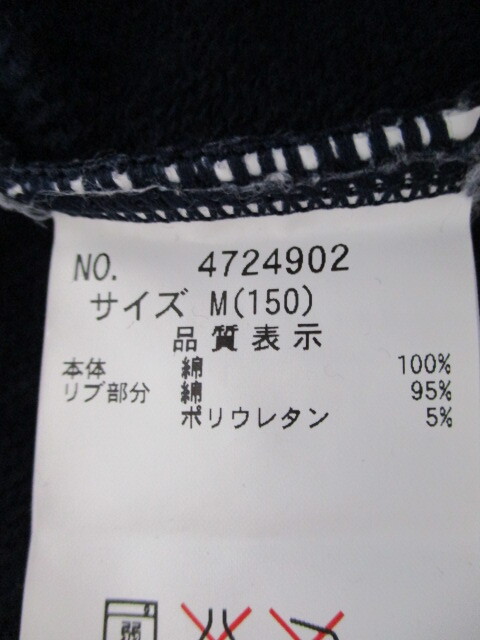 NO. 4724902
サイズ M(150)
品質表示
本体 綿 100%
リブ部分 綿 95%
ポリウレタン 5%
弱